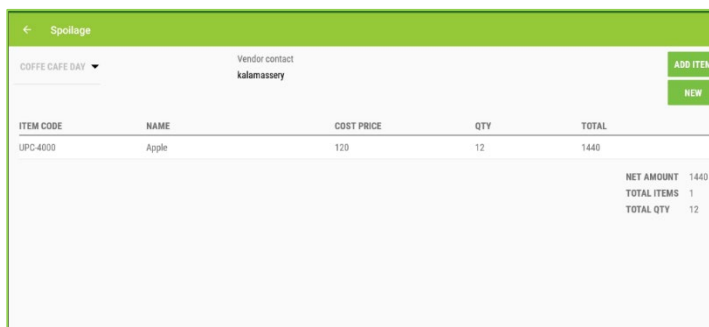 Spoilage
COFFE CAFE DAY
Vendor contact
kalamassery
ADD ITEM
NEW
ITEM CODE NAME COST PRICE QTY TOTAL
UPC-4000 Apple 120 12 1440
NET AMOUNT 1440
TOTAL ITEMS 1
TOTAL QTY 12